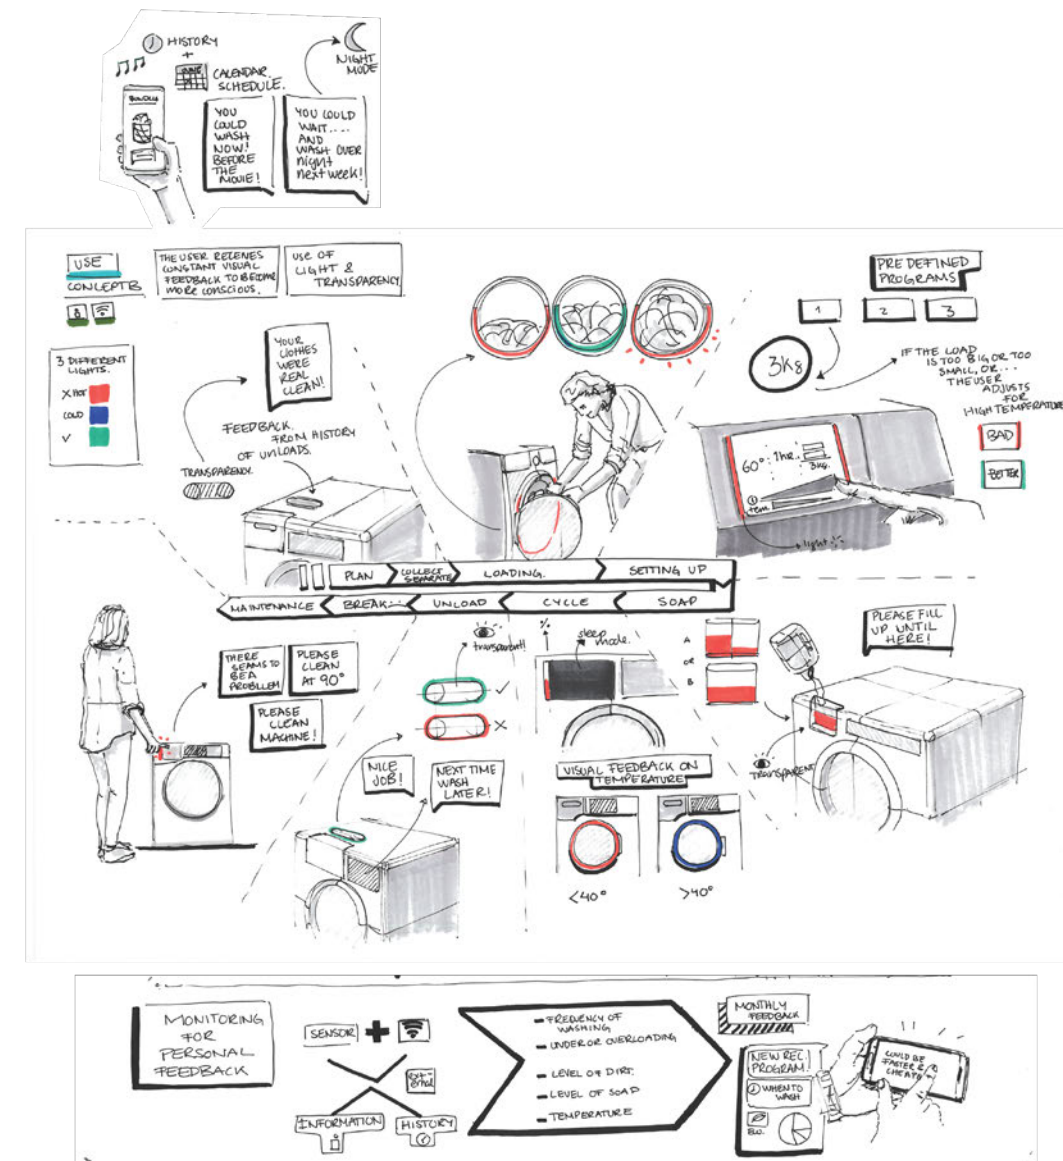 HISTORY
+
CALENDAR
SCHEDULE.
NIGHT
MODE
YOU
COULD
WASH
NOW!
BEFORE
THE
MOVIE!
YOU COULD
WAIT....
AND
WASH OVER
night
next week!
USE
CONCEPTS
THE USER RECEIVES
CONSTANT VISUAL
FEEDBACK TO BECOME
MORE CONSCIOUS.
USE OF
LIGHT &
TRANSPARENCY
3 DIFFERENT
LIGHTS.
X HOT
COLD
✓
YOUR
CLOTHES
WERE
REAL
CLEAN!
FEEDBACK.
FROM HISTORY
OF UNLOADS.
TRANSPARENCY.
PREDEFINED
PROGRAMS
1
2
3
3Kg
IF THE LOAD
IS TOO BIG OR TOO
SMALL, OR...
THE USER
ADJUSTS
FOR
HIGH TEMPERATURE
BAD
BETTER
60° : 1hr.
3kg.
tem.
light
PLAN
COLLECT
SEPARATE
LOADING.
SETTING UP
MAINTENANCE
BREAK...
UNLOAD
CYCLE
SOAP
THERE
SEAMS TO
BE A
PROBLLEM
PLEASE
CLEAN
AT 90°
PLEASE
CLEAN
MACHINE!
transparent!!
✓
X
NICE
JOB!
NEXT TIME
WASH
LATER!
%
sleep
mode.
VISUAL FEEDBACK ON
TEMPERATURE
<40°
>40°
A
OR
B
PLEASE FILL
UP UNTIL
HERE!
TRANSPARENT
MONITORING
FOR
PERSONAL
FEEDBACK
SENSOR
+
EXT-
ERNAL
INFORMATION
HISTORY
- FREQUENCY OF
WASHING
- UNDER OR OVERLOADING
- LEVEL OF DIRT.
- LEVEL OF SOAP
- TEMPERATURE
MONTHLY
FEEDBACK
NEW REC.
PROGRAM!
WHEN TO
WASH
ECO.
COULD BE
FASTER &